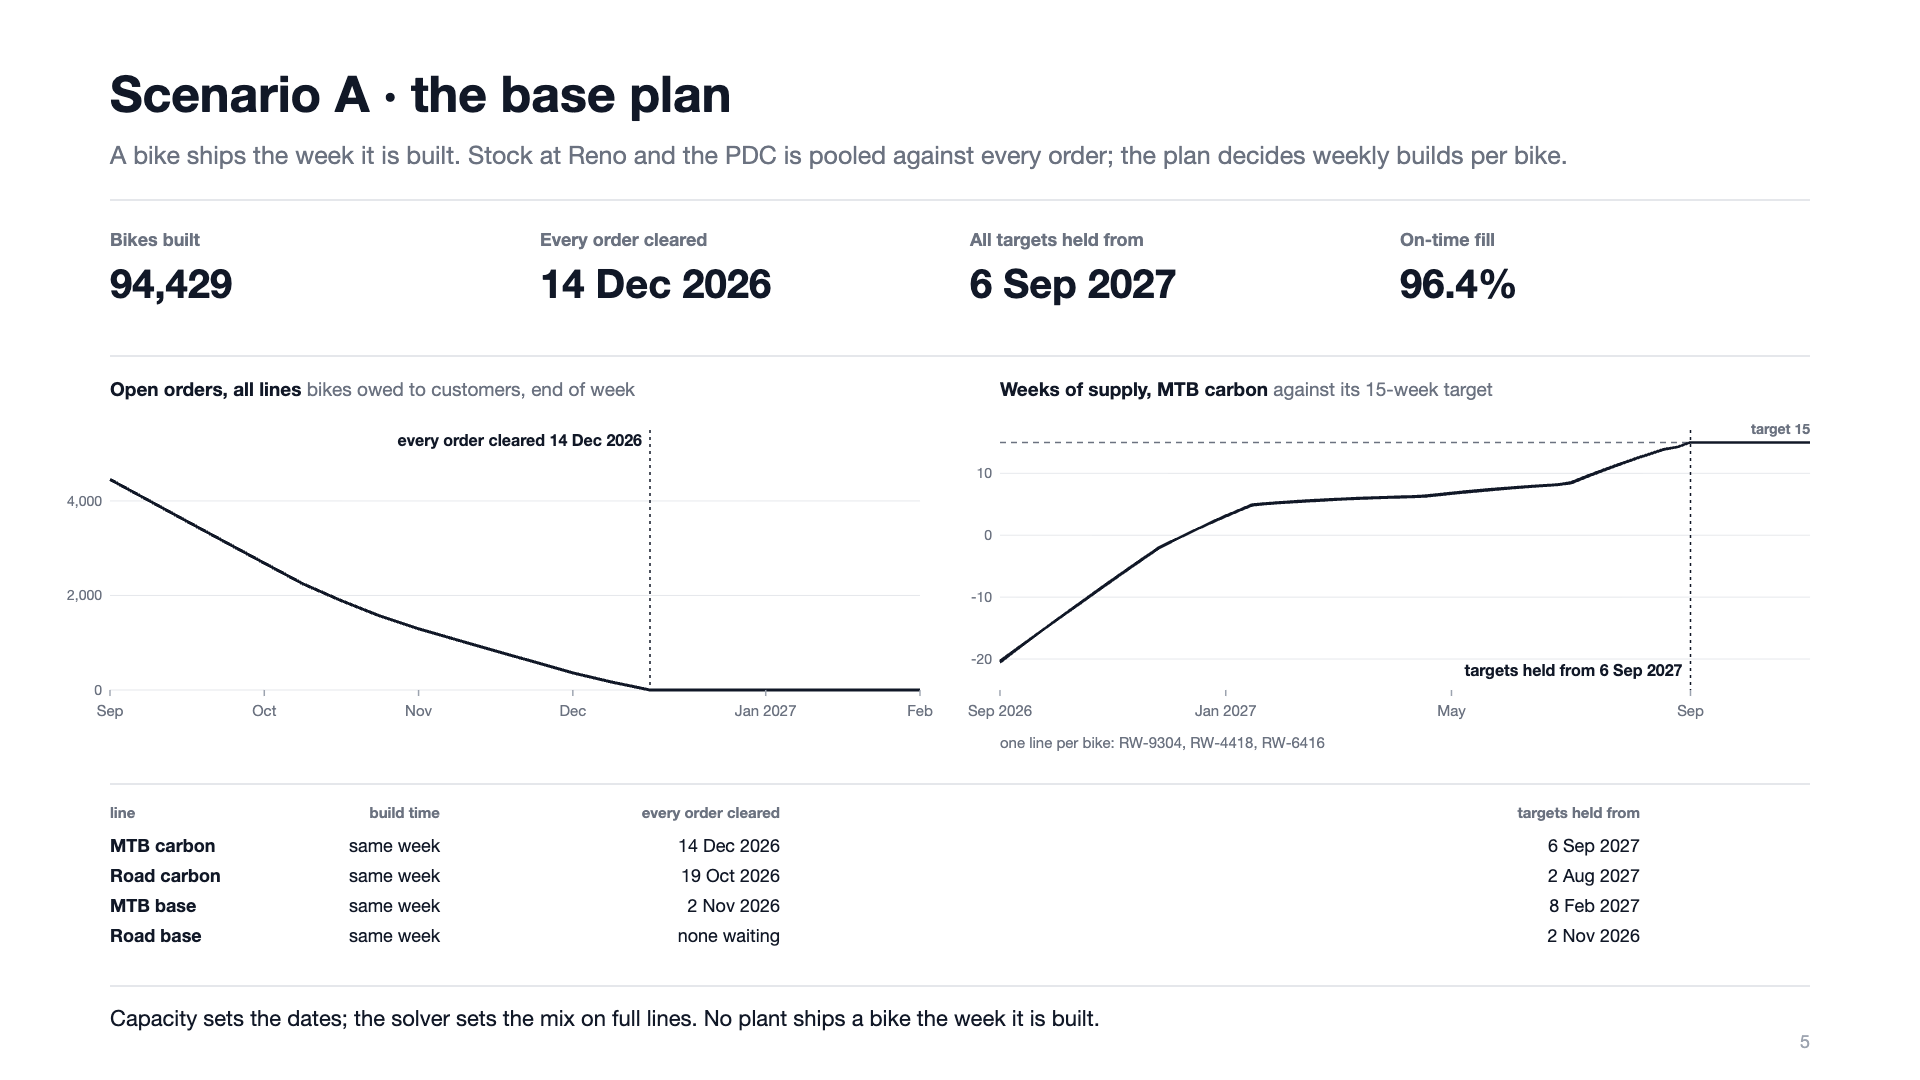 Scenario A · the base plan
A bike ships the week it is built. Stock at Reno and the PDC is pooled against every order; the plan decides weekly builds per bike.
Bikes built
94,429
Every order cleared
14 Dec 2026
All targets held from
6 Sep 2027
On-time fill
96.4%
Open orders, all lines bikes owed to customers, end of week
every order cleared 14 Dec 2026
4,000
2,000
0
Sep Oct Nov Dec Jan 2027 Feb
Weeks of supply, MTB carbon against its 15-week target
target 15
10
0
-10
-20
targets held from 6 Sep 2027
Sep 2026 Jan 2027 May Sep
one line per bike: RW-9304, RW-4418, RW-6416
line build time every order cleared targets held from
MTB carbon same week 14 Dec 2026 6 Sep 2027
Road carbon same week 19 Oct 2026 2 Aug 2027
MTB base same week 2 Nov 2026 8 Feb 2027
Road base same week none waiting 2 Nov 2026
Capacity sets the dates; the solver sets the mix on full lines. No plant ships a bike the week it is built.
5